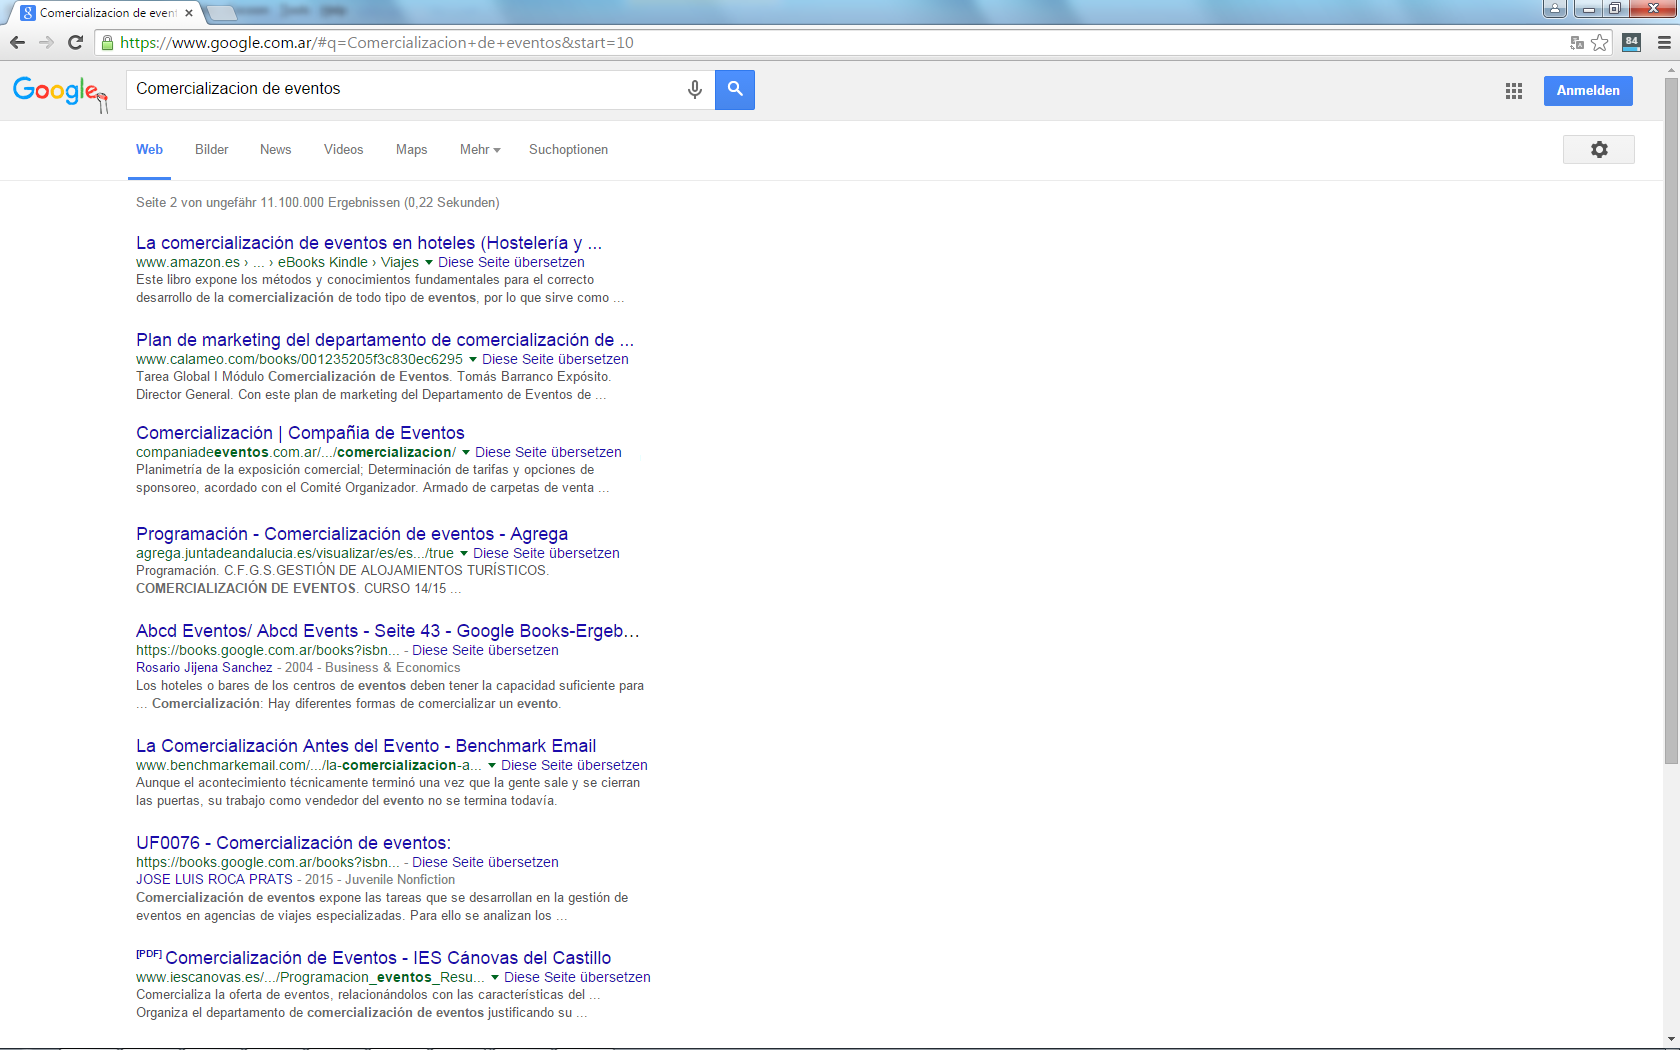 Comercializacion de even
https://www.google.com.ar/#q=Comercializacion+de+eventos&start=10
84
Google
Comercializacion de eventos
Anmelden
Web Bilder News Videos Maps Mehr Suchoptionen
Seite 2 von ungefähr 11.100.000 Ergebnissen (0,22 Sekunden)
La comercialización de eventos en hoteles (Hostelería y ...
www.amazon.es › ... › eBooks Kindle › Viajes Diese Seite übersetzen
Este libro expone los métodos y conocimientos fundamentales para el correcto
desarrollo de la comercialización de todo tipo de eventos, por lo que sirve como ...
Plan de marketing del departamento de comercialización de ...
www.calameo.com/books/001235205f3c830ec6295 Diese Seite übersetzen
Tarea Global I Módulo Comercialización de Eventos. Tomás Barranco Expósito.
Director General. Con este plan de marketing del Departamento de Eventos de ...
Comercialización | Compañia de Eventos
companiadeeventos.com.ar/.../comercializacion/ Diese Seite übersetzen
Planimetría de la exposición comercial; Determinación de tarifas y opciones de
sponsoreo, acordado con el Comité Organizador. Armado de carpetas de venta ...
Programación - Comercialización de eventos - Agrega
agrega.juntadeandalucia.es/visualizar/es/es.../true Diese Seite übersetzen
Programación. C.F.G.S.GESTIÓN DE ALOJAMIENTOS TURÍSTICOS.
COMERCIALIZACIÓN DE EVENTOS. CURSO 14/15 ...
Abcd Eventos/ Abcd Events - Seite 43 - Google Books-Ergeb...
https://books.google.com.ar/books?isbn... - Diese Seite übersetzen
Rosario Jijena Sanchez - 2004 - Business & Economics
Los hoteles o bares de los centros de eventos deben tener la capacidad suficiente para
... Comercialización: Hay diferentes formas de comercializar un evento.
La Comercialización Antes del Evento - Benchmark Email
www.benchmarkemail.com/.../la-comercializacion-a... Diese Seite übersetzen
Aunque el acontecimiento técnicamente terminó una vez que la gente sale y se cierran
las puertas, su trabajo como vendedor del evento no se termina todavía.
UF0076 - Comercialización de eventos:
https://books.google.com.ar/books?isbn... - Diese Seite übersetzen
JOSE LUIS ROCA PRATS - 2015 - Juvenile Nonfiction
Comercialización de eventos expone las tareas que se desarrollan en la gestión de
eventos en agencias de viajes especializadas. Para ello se analizan los ...
[PDF] Comercialización de Eventos - IES Cánovas del Castillo
www.iescanovas.es/.../Programacion_eventos_Resu... Diese Seite übersetzen
Comercializa la oferta de eventos, relacionándolos con las características del ...
Organiza el departamento de comercialización de eventos justificando su ...